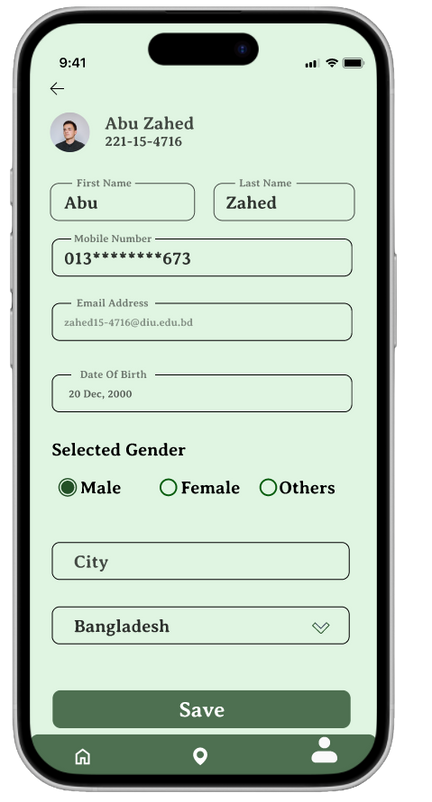 9:41
Abu Zahed
221-15-4716
First Name
Last Name
Abu
Zahed
Mobile Number
013********673
Email Address
zahed15-4716@diu.edu.bd
Date Of Birth
20 Dec, 2000
Selected Gender
Male Female Others
City
Bangladesh
Save